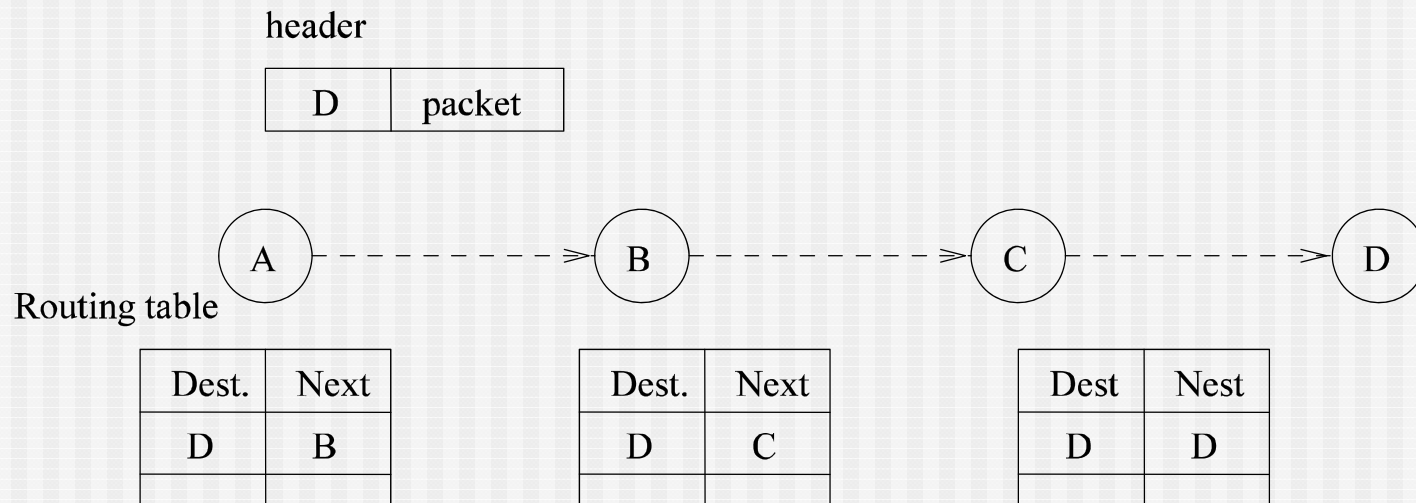 header
D packet
A B C D
Routing table
Dest. Next Dest. Next Dest Nest
D B D C D D